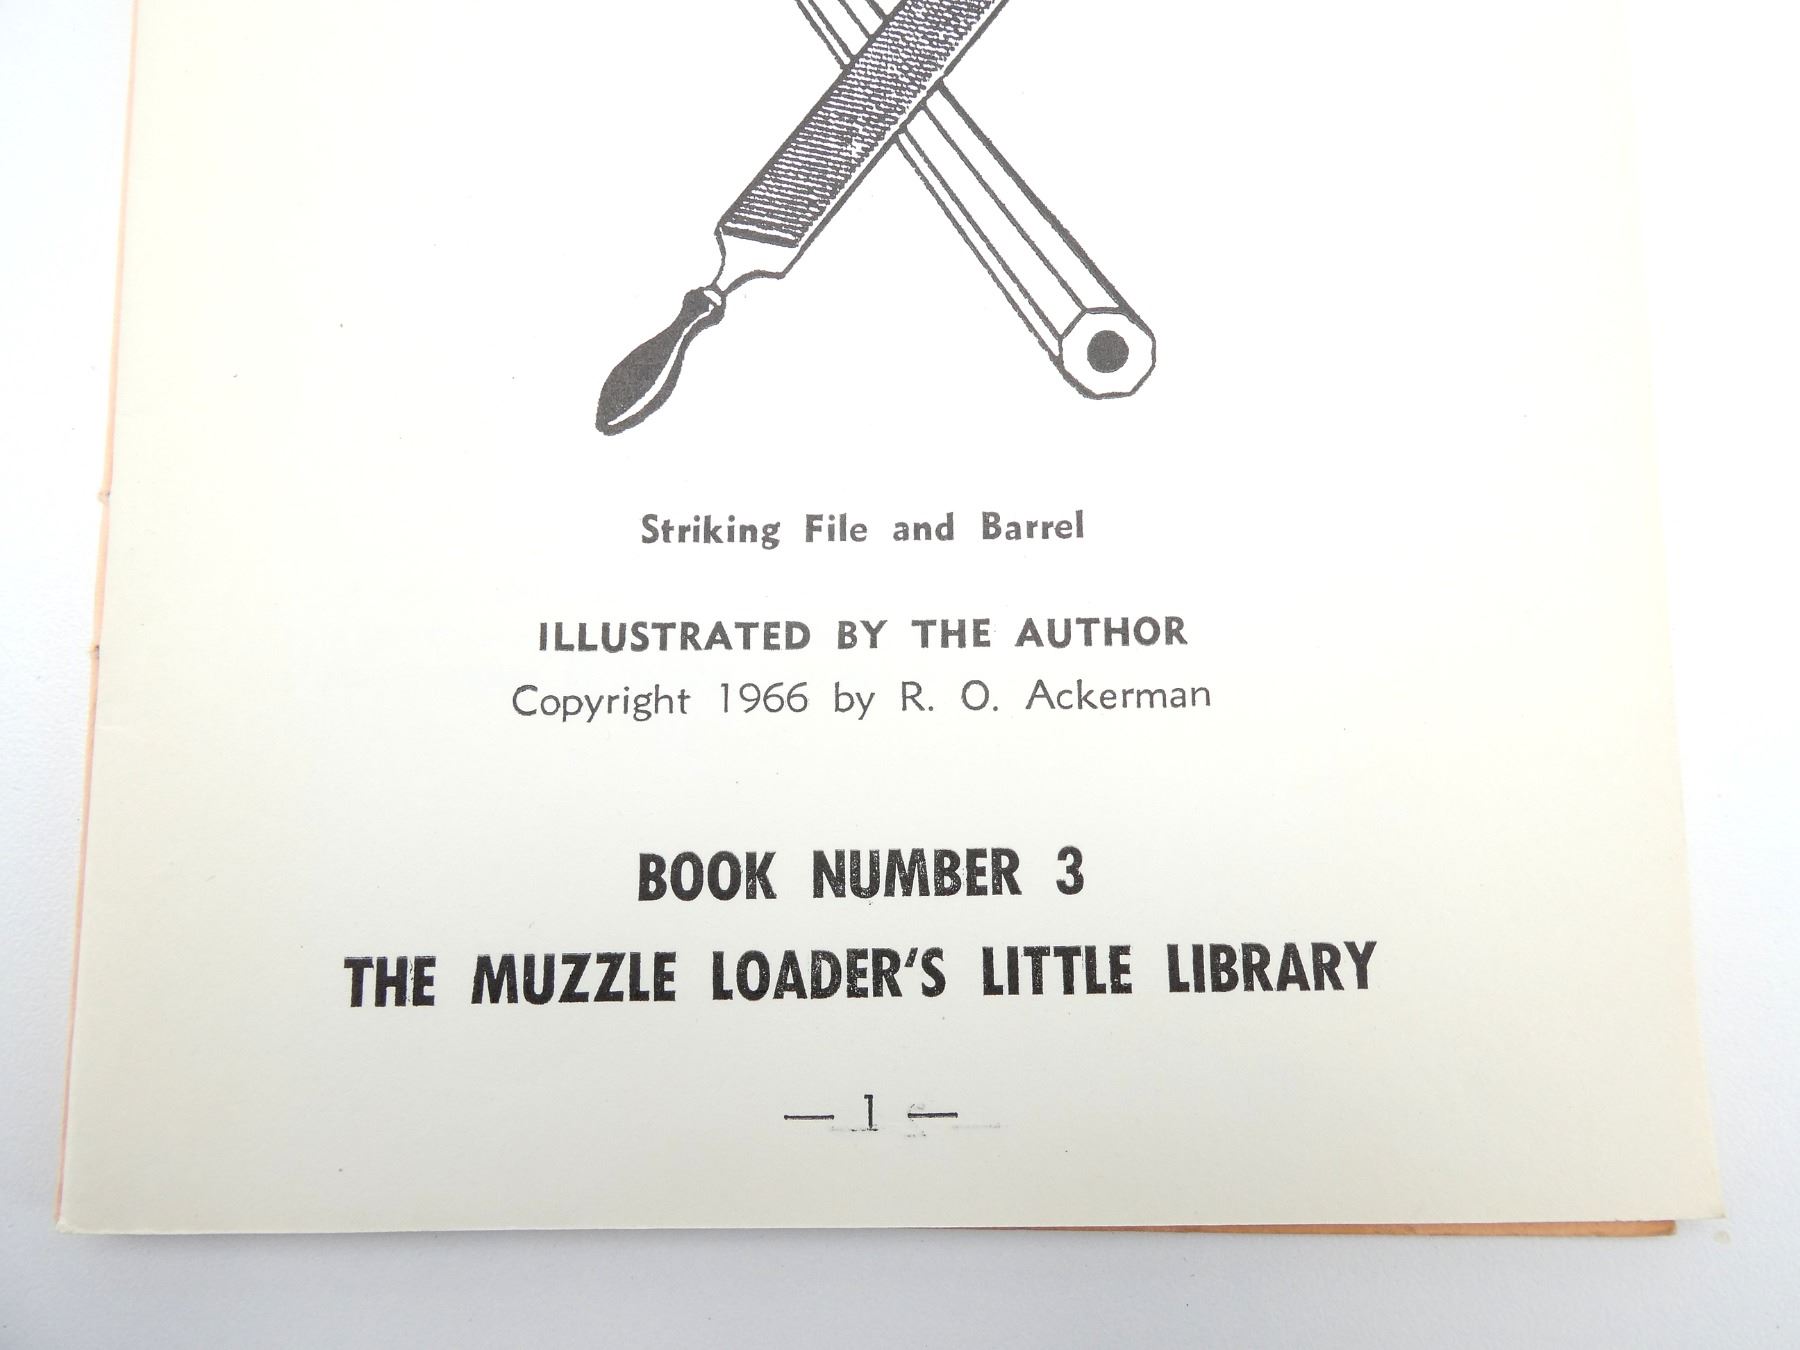 Striking File and Barrel
ILLUSTRATED BY THE AUTHOR
Copyright 1966 by R. O. Ackerman
BOOK NUMBER 3
THE MUZZLE LOADER'S LITTLE LIBRARY
— 1 —